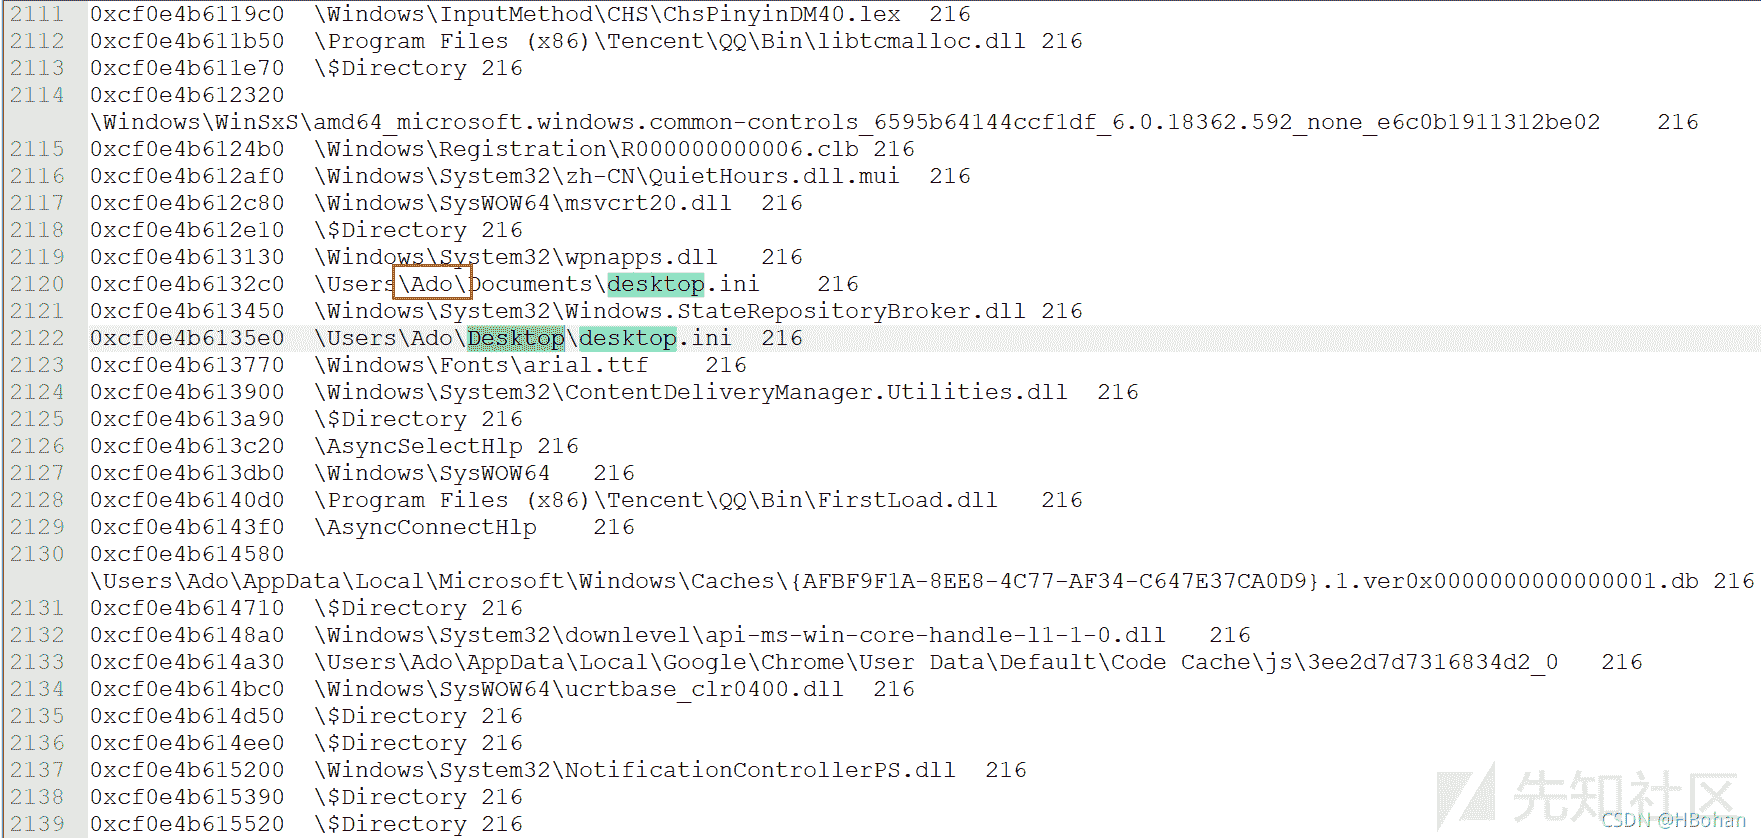 2111 0xcf0e4b6119c0 \Windows\InputMethod\CHS\ChsPinyinDM40.lex 216
2112 0xcf0e4b611b50 \Program Files (x86)\Tencent\QQ\Bin\libtcmalloc.dll 216
2113 0xcf0e4b611e70 \$Directory 216
2114 0xcf0e4b612320
\Windows\WinSxS\amd64_microsoft.windows.common-controls_6595b64144ccf1df_6.0.18362.592_none_e6c0b1911312be02 216
2115 0xcf0e4b6124b0 \Windows\Registration\R000000000006.clb 216
2116 0xcf0e4b612af0 \Windows\System32\zh-CN\QuietHours.dll.mui 216
2117 0xcf0e4b612c80 \Windows\SysWOW64\msvcrt20.dll 216
2118 0xcf0e4b612e10 \$Directory 216
2119 0xcf0e4b613130 \Windows\System32\wpnapps.dll 216
2120 0xcf0e4b6132c0 \Users\Ado\Documents\desktop.ini 216
2121 0xcf0e4b613450 \Windows\System32\Windows.StateRepositoryBroker.dll 216
2122 0xcf0e4b6135e0 \Users\Ado\Desktop\desktop.ini 216
2123 0xcf0e4b613770 \Windows\Fonts\arial.ttf 216
2124 0xcf0e4b613900 \Windows\System32\ContentDeliveryManager.Utilities.dll 216
2125 0xcf0e4b613a90 \$Directory 216
2126 0xcf0e4b613c20 \AsyncSelectHlp 216
2127 0xcf0e4b613db0 \Windows\SysWOW64 216
2128 0xcf0e4b6140d0 \Program Files (x86)\Tencent\QQ\Bin\FirstLoad.dll 216
2129 0xcf0e4b6143f0 \AsyncConnectHlp 216
2130 0xcf0e4b614580
\Users\Ado\AppData\Local\Microsoft\Windows\Caches\{AFBF9F1A-8EE8-4C77-AF34-C647E37CA0D9}.1.ver0x0000000000000001.db 216
2131 0xcf0e4b614710 \$Directory 216
2132 0xcf0e4b6148a0 \Windows\System32\downlevel\api-ms-win-core-handle-l1-1-0.dll 216
2133 0xcf0e4b614a30 \Users\Ado\AppData\Local\Google\Chrome\User Data\Default\Code Cache\js\3ee2d7d7316834d2_0 216
2134 0xcf0e4b614bc0 \Windows\SysWOW64\ucrtbase_clr0400.dll 216
2135 0xcf0e4b614d50 \$Directory 216
2136 0xcf0e4b614ee0 \$Directory 216
2137 0xcf0e4b615200 \Windows\System32\NotificationControllerPS.dll 216
2138 0xcf0e4b615390 \$Directory 216
2139 0xcf0e4b615520 \$Directory 216
先知社区
CSDN @HBohan